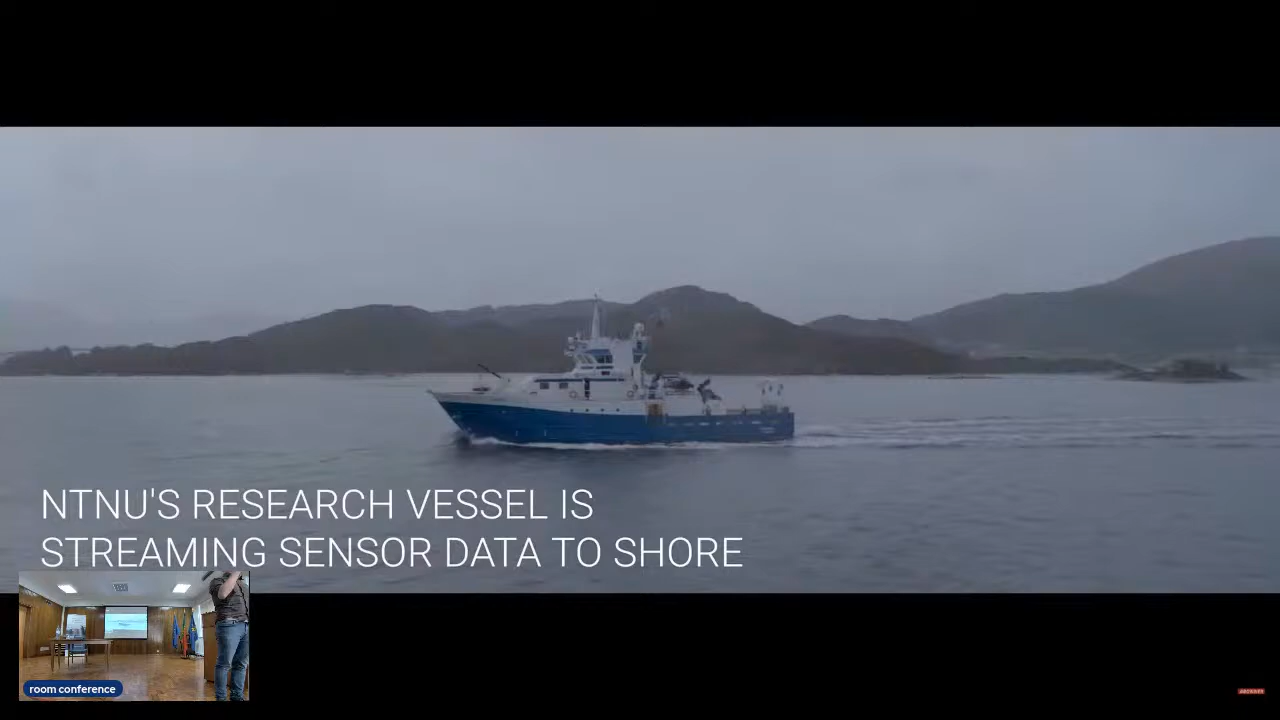 NTNU'S RESEARCH VESSEL IS
STREAMING SENSOR DATA TO SHORE
room conference